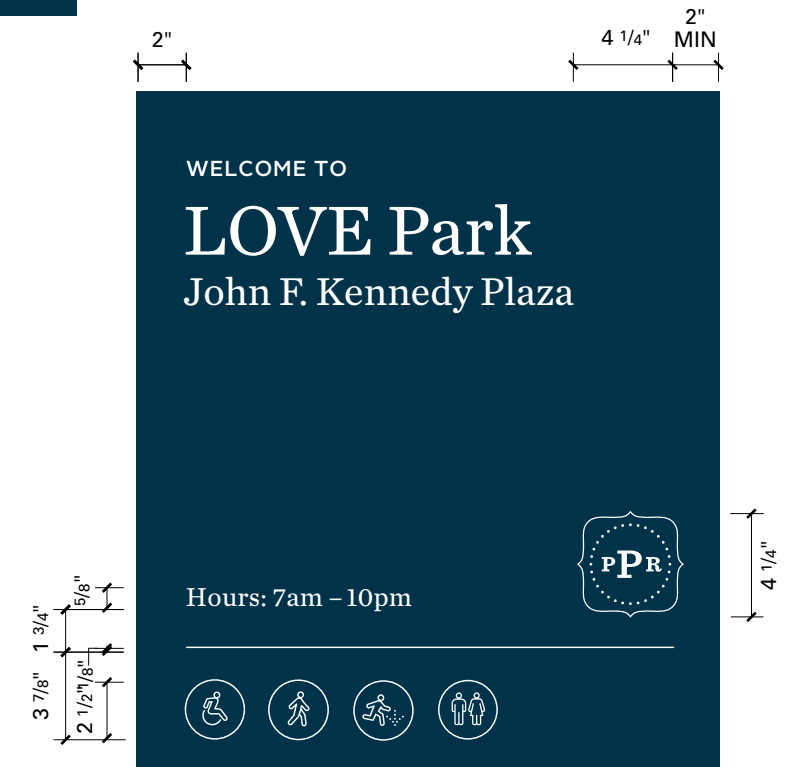 2"
4 1/4"
2"
MIN
WELCOME TO
LOVE Park
John F. Kennedy Plaza
P P R
4 1/4"
5/8"
Hours: 7am – 10pm
1 3/4"
1/8"
3 7/8"
2 1/2"